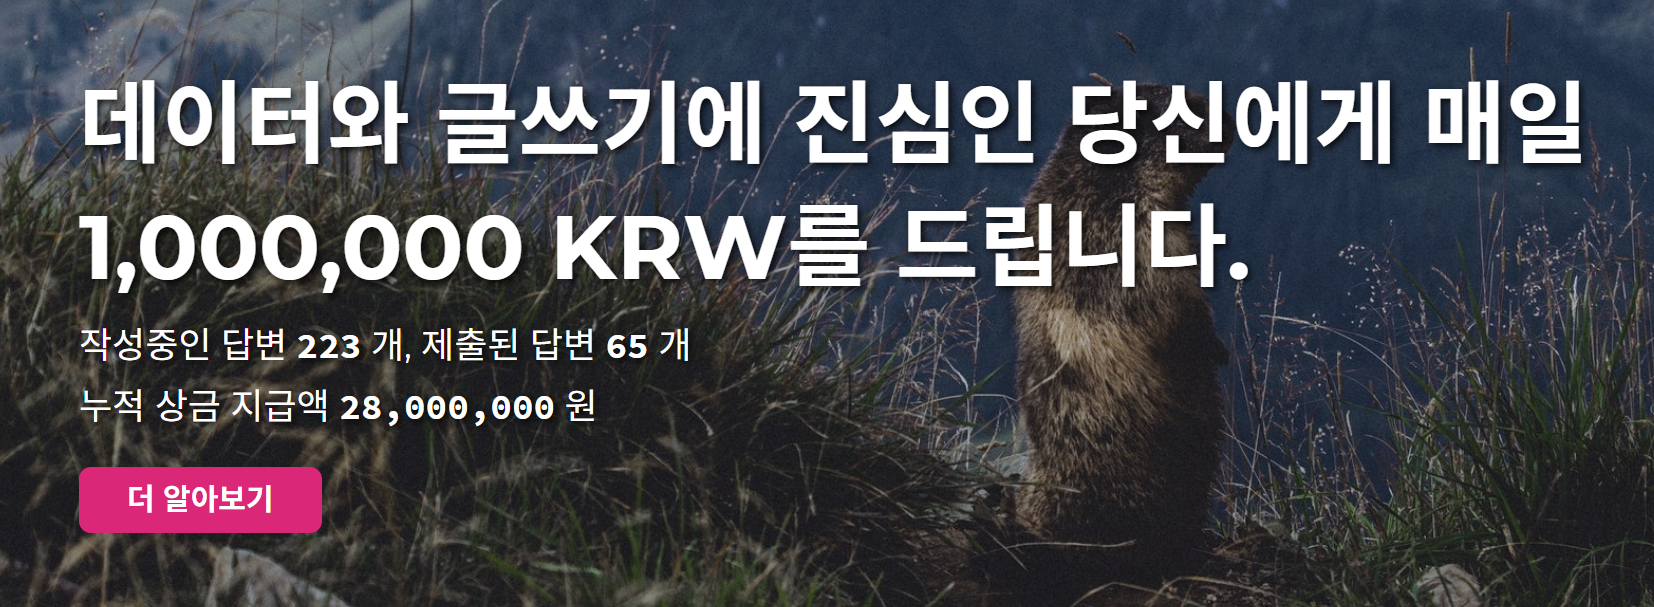 데이터와 글쓰기에 진심인 당신에게 매일
1,000,000 KRW를 드립니다.
작성중인 답변 223 개, 제출된 답변 65 개
누적 상금 지급액 28,000,000 원
더 알아보기